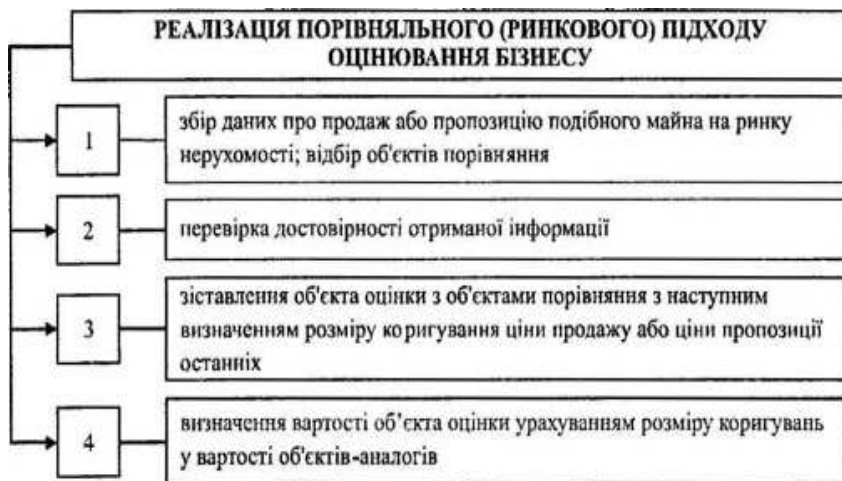 РЕАЛІЗАЦІЯ ПОРІВНЯЛЬНОГО (РИНКОВОГО) ПІДХОДУ
ОЦІНЮВАННЯ БІЗНЕСУ
1
збір даних про продаж або пропозицію подібного майна на ринку
нерухомості; відбір об'єктів порівняння
2
перевірка достовірності отриманої інформації
3
зіставлення об'єкта оцінки з об'єктами порівняння з наступним
визначенням розміру коригування ціни продажу або ціни пропозиції
останніх
4
визначення вартості об'єкта оцінки урахуванням розміру коригувань
у вартості об'єктів-аналогів